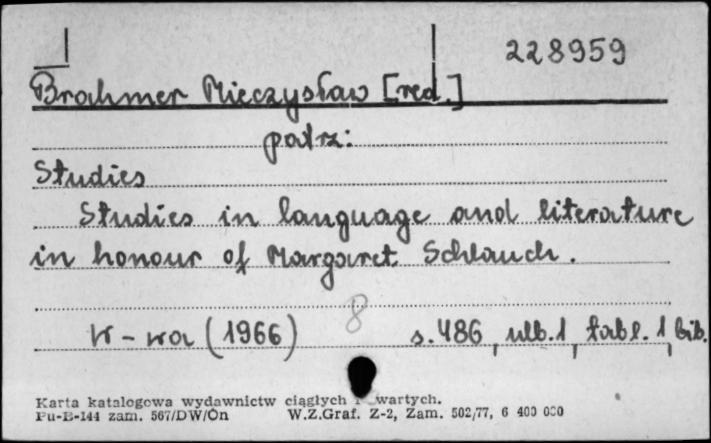 228959
Brahmer Mieczysław [red.]
patrz:
Studies
Studies in language and literature
in honour of Margaret Schlauch.
8
W-wa (1966) s. 486, ulb. 1, tabl. 1 bib.
Karta katalogowa wydawnictw ciągłych i wartych.
Pu-B-144 zam. 567/DW/On W.Z.Graf. Z-2, Zam. 502/77, 6 400 000